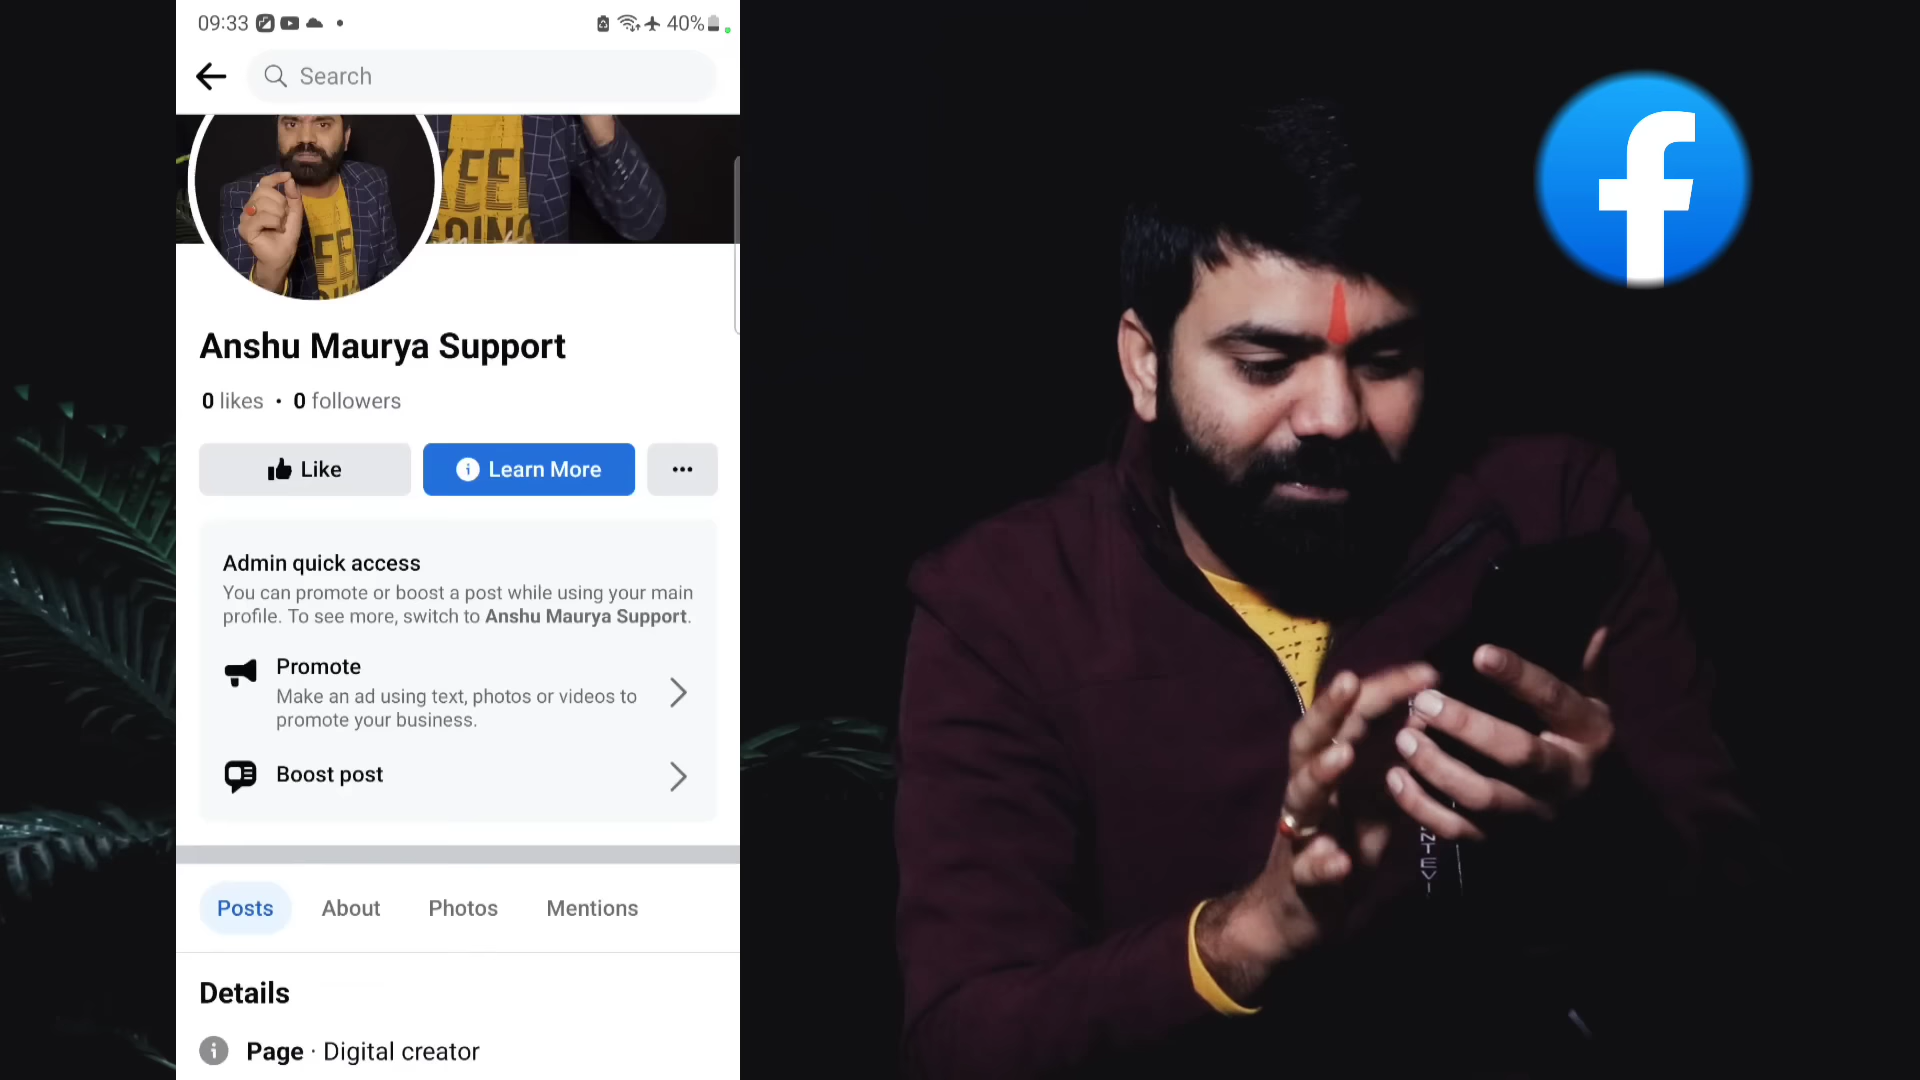 09:33
40%
Search
KEEP
GOING
Anshu Maurya Support
0 likes • 0 followers
Like
Learn More
Admin quick access
You can promote or boost a post while using your main
profile. To see more, switch to Anshu Maurya Support.
Promote
Make an ad using text, photos or videos to
promote your business.
Boost post
Posts
About
Photos
Mentions
Details
Page · Digital creator